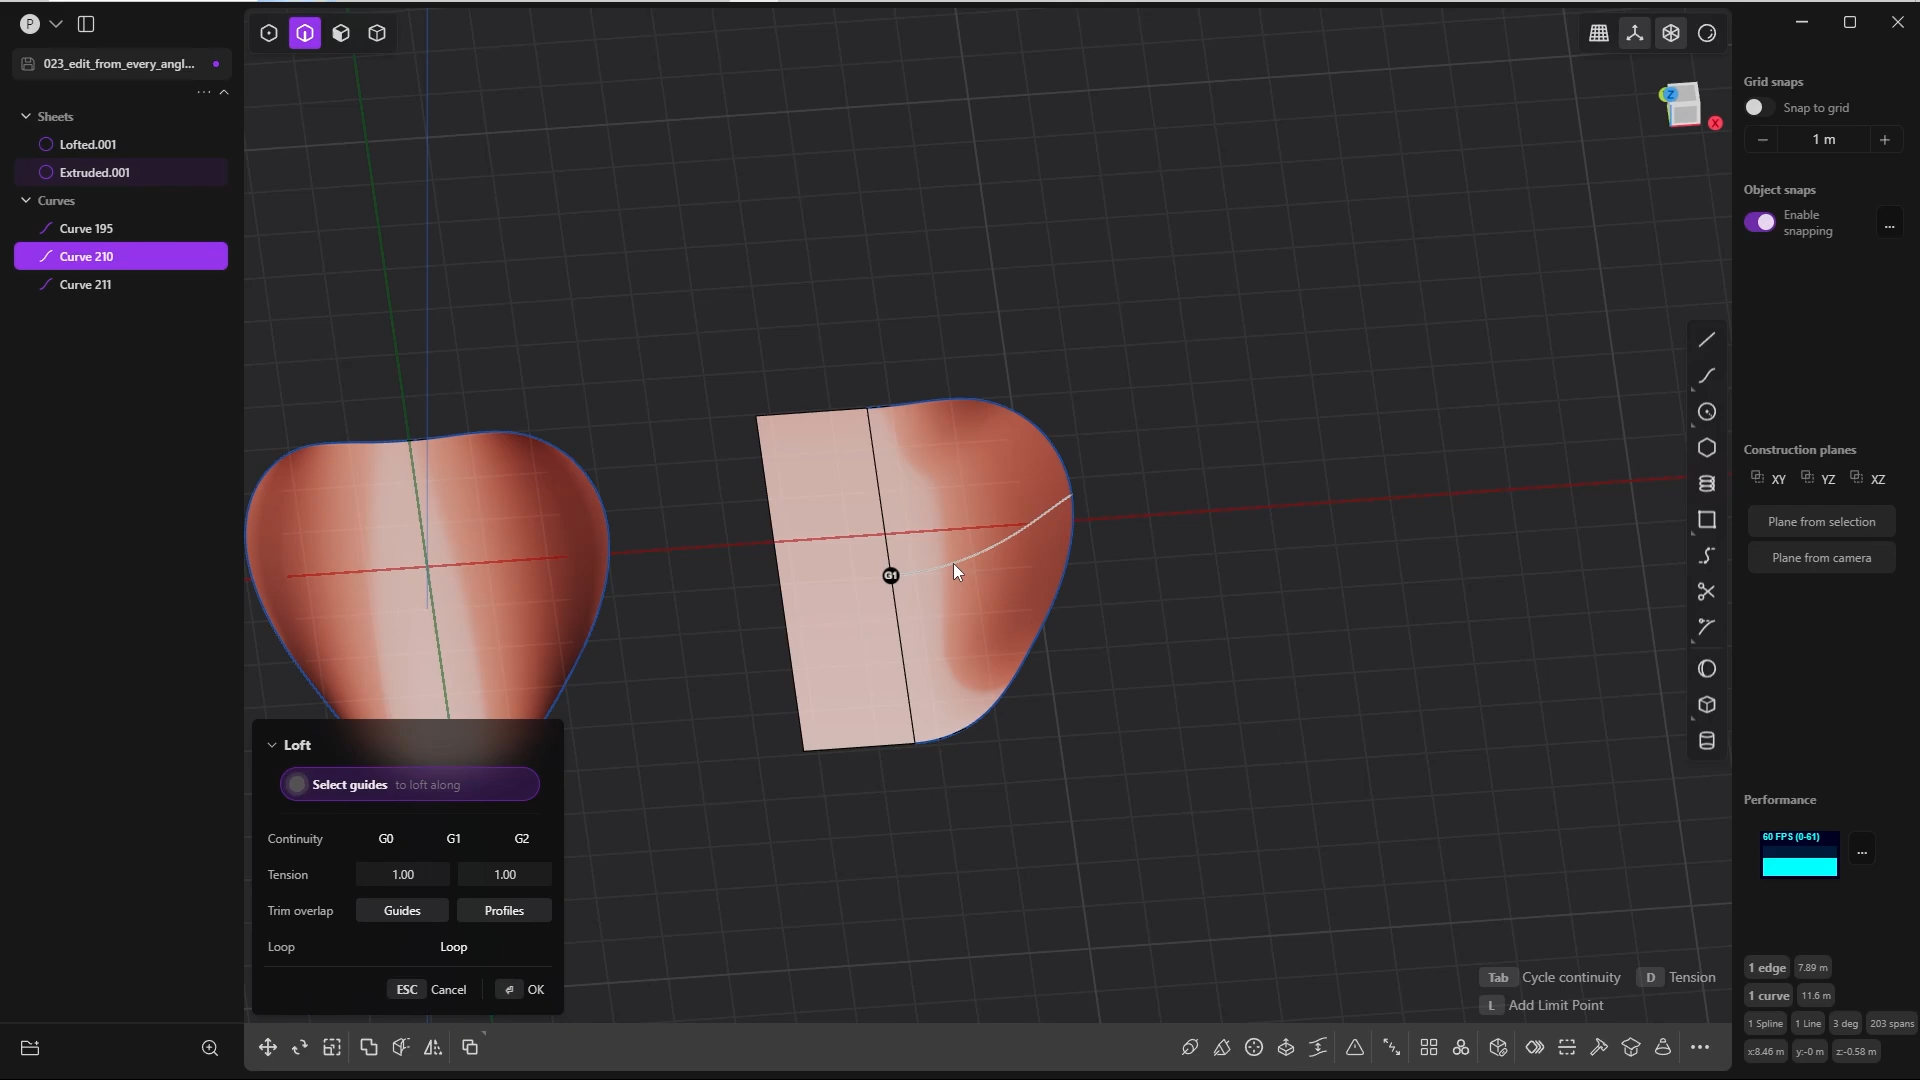 P
023_edit_from_every_angl...
Sheets
Lofted.001
Extruded.001
Curves
Curve 195
Curve 210
Curve 211
Z
X
G1
Loft
Select guides to loft along
Continuity G0 G1 G2
Tension 1.00 1.00
Trim overlap Guides Profiles
Loop Loop
ESC Cancel OK
Tab Cycle continuity D Tension
L Add Limit Point
Grid snaps
Snap to grid
1 m
Object snaps
Enable
snapping
Construction planes
XY YZ XZ
Plane from selection
Plane from camera
Performance
60 FPS (0-61)
1 edge 7.89 m
1 curve 11.6 m
1 Spline 1 Line 3 deg 203 spans
x:8.46 m y:-0 m z:-0.58 m